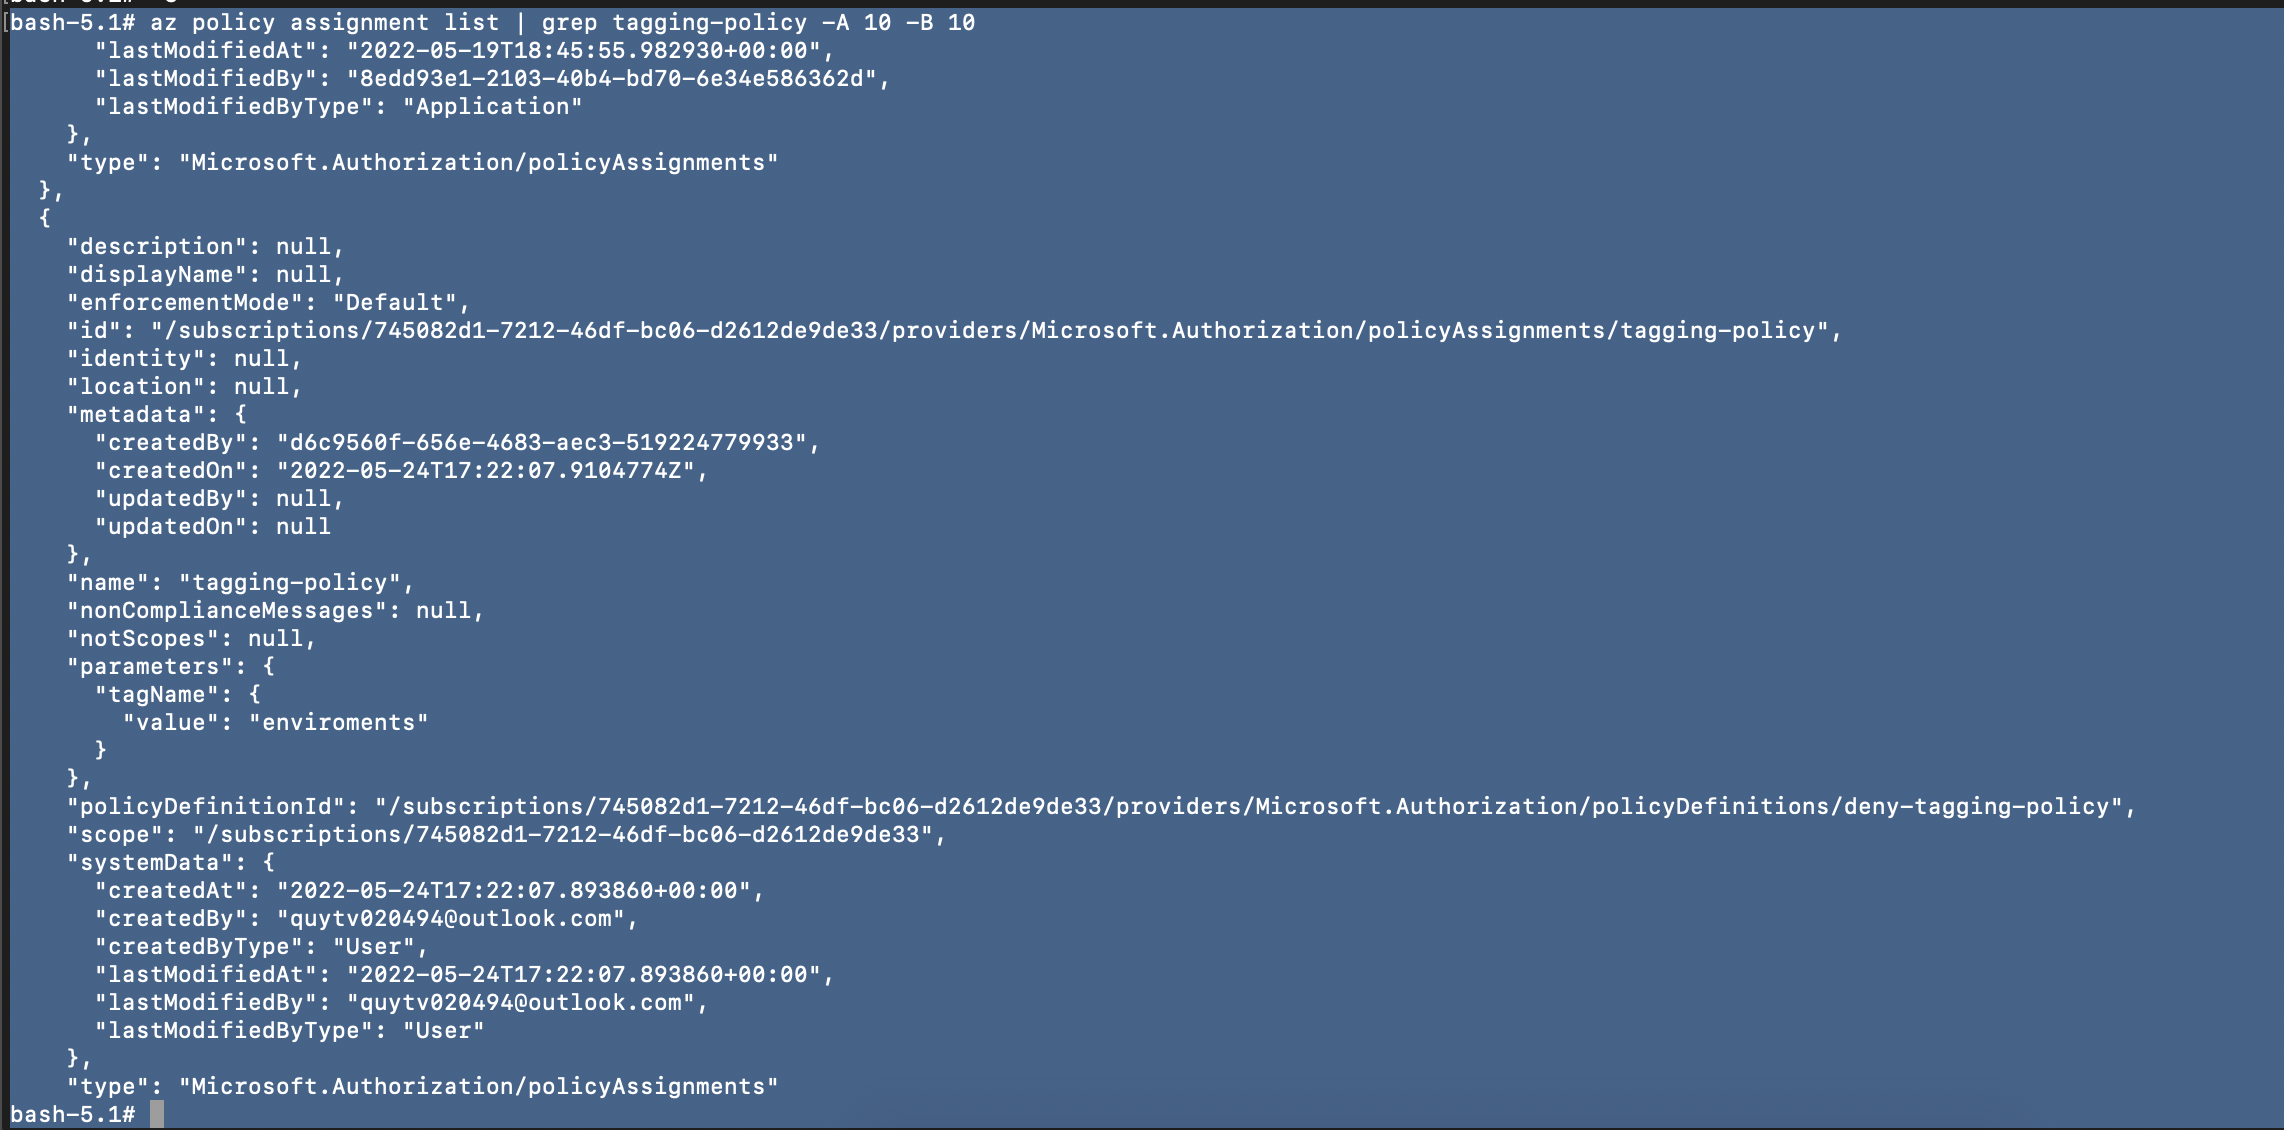 bash-5.1# az policy assignment list | grep tagging-policy -A 10 -B 10
      "lastModifiedAt": "2022-05-19T18:45:55.982930+00:00",
      "lastModifiedBy": "8edd93e1-2103-40b4-bd70-6e34e586362d",
      "lastModifiedByType": "Application"
    },
    "type": "Microsoft.Authorization/policyAssignments"
  },
  {
    "description": null,
    "displayName": null,
    "enforcementMode": "Default",
    "id": "/subscriptions/745082d1-7212-46df-bc06-d2612de9de33/providers/Microsoft.Authorization/policyAssignments/tagging-policy",
    "identity": null,
    "location": null,
    "metadata": {
      "createdBy": "d6c9560f-656e-4683-aec3-519224779933",
      "createdOn": "2022-05-24T17:22:07.9104774Z",
      "updatedBy": null,
      "updatedOn": null
    },
    "name": "tagging-policy",
    "nonComplianceMessages": null,
    "notScopes": null,
    "parameters": {
      "tagName": {
        "value": "enviroments"
      }
    },
    "policyDefinitionId": "/subscriptions/745082d1-7212-46df-bc06-d2612de9de33/providers/Microsoft.Authorization/policyDefinitions/deny-tagging-policy",
    "scope": "/subscriptions/745082d1-7212-46df-bc06-d2612de9de33",
    "systemData": {
      "createdAt": "2022-05-24T17:22:07.893860+00:00",
      "createdBy": "quytv020494@outlook.com",
      "createdByType": "User",
      "lastModifiedAt": "2022-05-24T17:22:07.893860+00:00",
      "lastModifiedBy": "quytv020494@outlook.com",
      "lastModifiedByType": "User"
    },
    "type": "Microsoft.Authorization/policyAssignments"
bash-5.1#